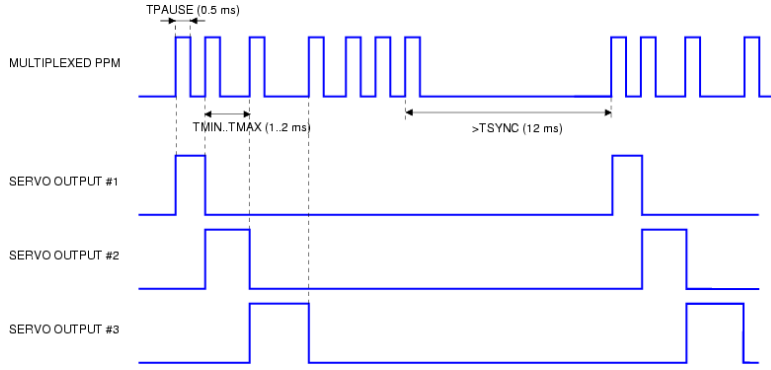 TPAUSE (0.5 ms)
MULTIPLEXED PPM
TMIN..TMAX (1..2 ms)
>TSYNC (12 ms)
SERVO OUTPUT #1
SERVO OUTPUT #2
SERVO OUTPUT #3